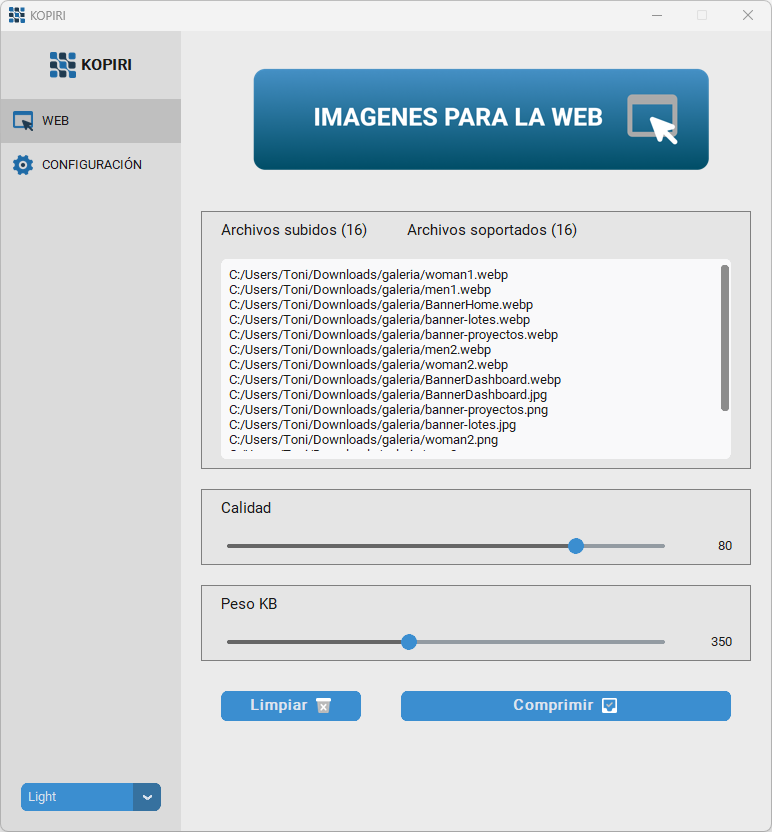 KOPIRI
KOPIRI
WEB
CONFIGURACIÓN
IMAGENES PARA LA WEB
Archivos subidos (16)
Archivos soportados (16)
C:/Users/Toni/Downloads/galeria/woman1.webp
C:/Users/Toni/Downloads/galeria/men1.webp
C:/Users/Toni/Downloads/galeria/BannerHome.webp
C:/Users/Toni/Downloads/galeria/banner-lotes.webp
C:/Users/Toni/Downloads/galeria/banner-proyectos.webp
C:/Users/Toni/Downloads/galeria/men2.webp
C:/Users/Toni/Downloads/galeria/woman2.webp
C:/Users/Toni/Downloads/galeria/BannerDashboard.webp
C:/Users/Toni/Downloads/galeria/BannerDashboard.jpg
C:/Users/Toni/Downloads/galeria/banner-proyectos.png
C:/Users/Toni/Downloads/galeria/banner-lotes.jpg
C:/Users/Toni/Downloads/galeria/woman2.png
Calidad
80
Peso KB
350
Limpiar
Comprimir
Light